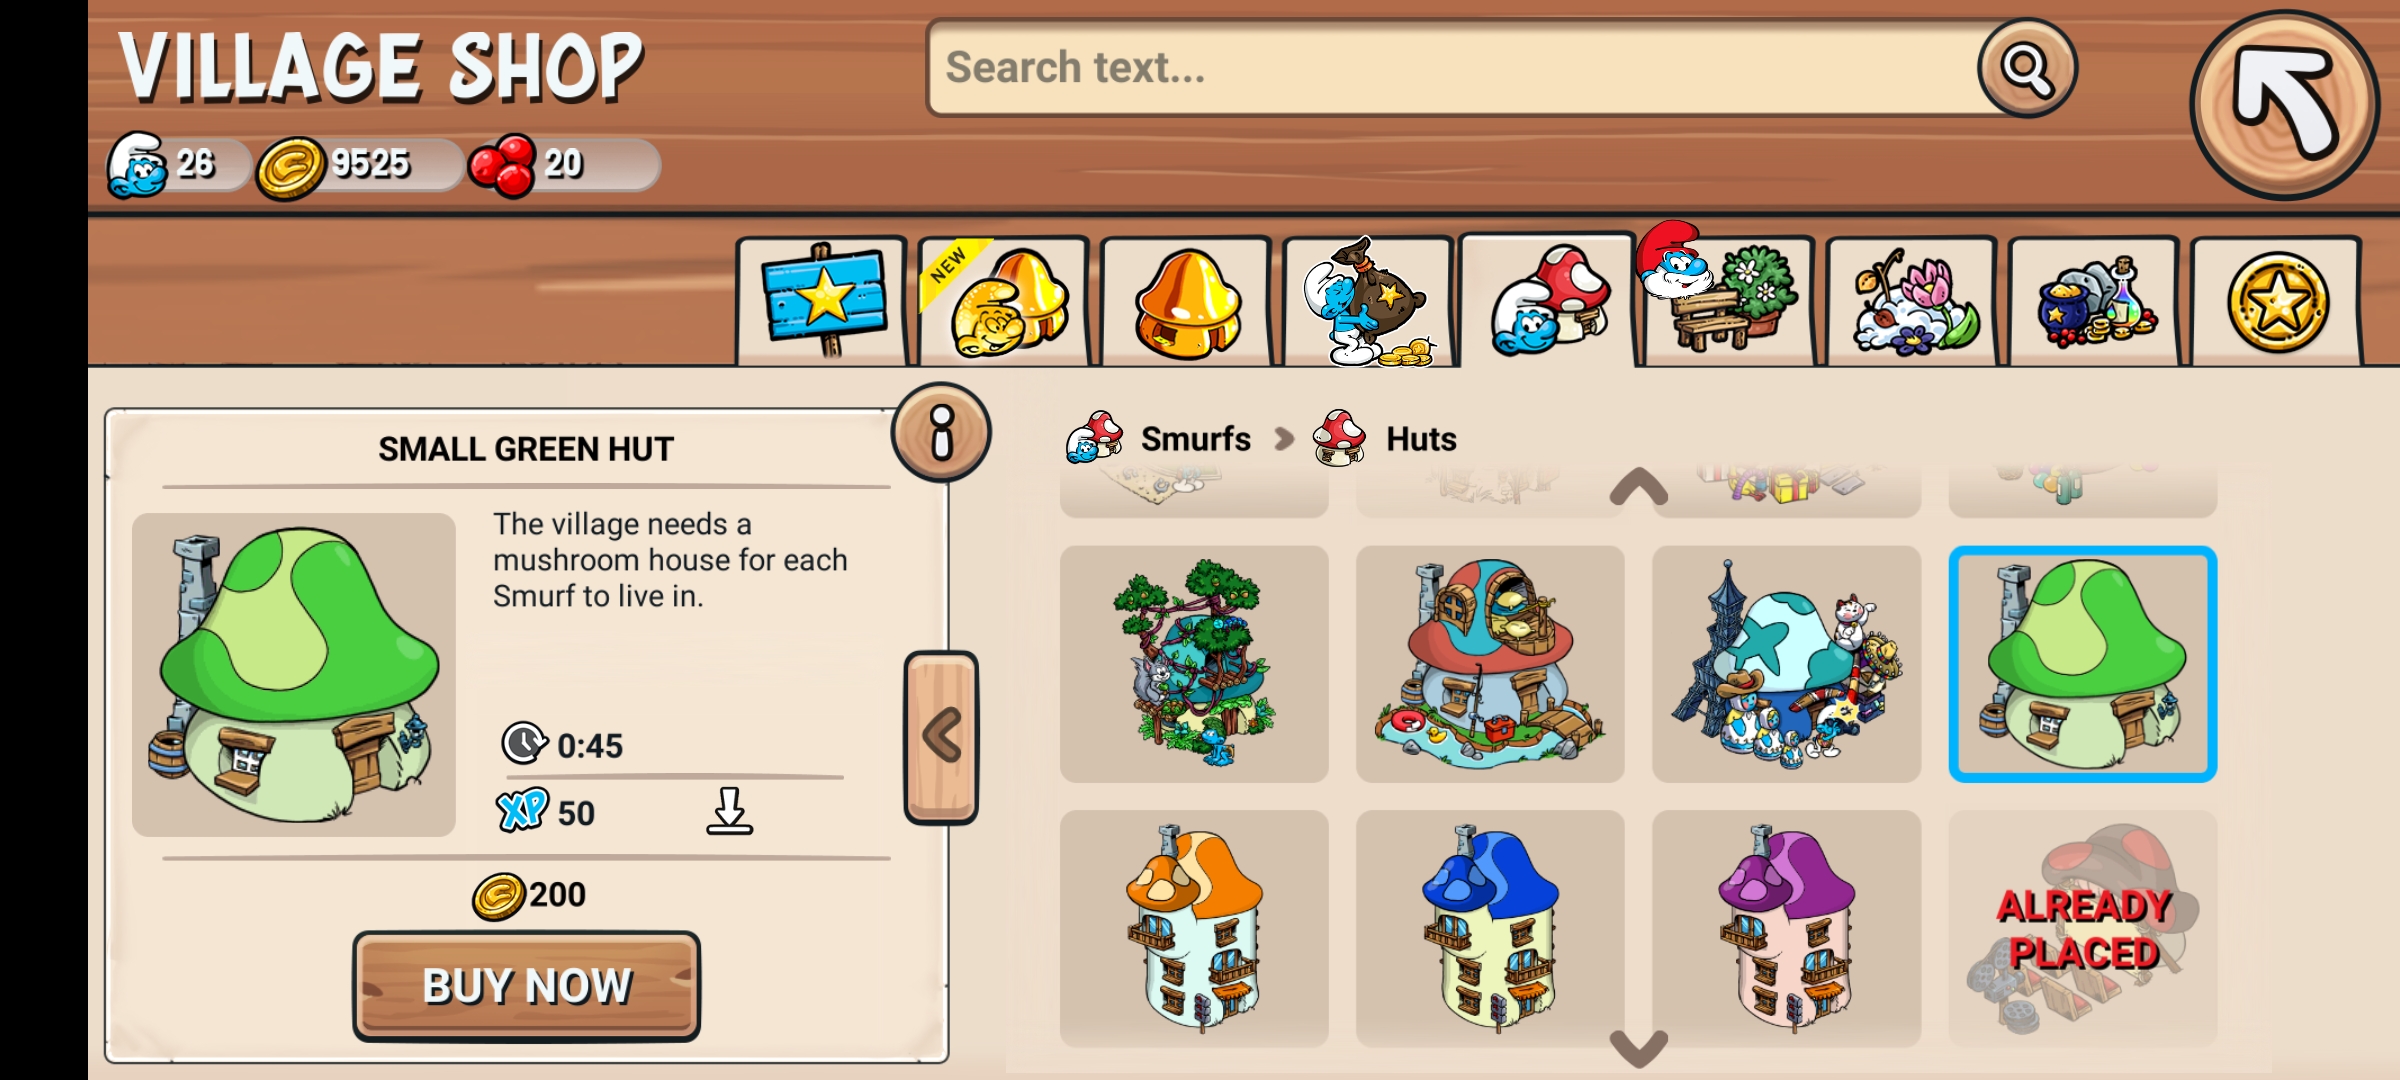 VILLAGE SHOP
Search text...
26
9525
20
NEW
SMALL GREEN HUT
The village needs a
mushroom house for each
Smurf to live in.
0:45
XP 50
200
BUY NOW
Smurfs
Huts
ALREADY
PLACED